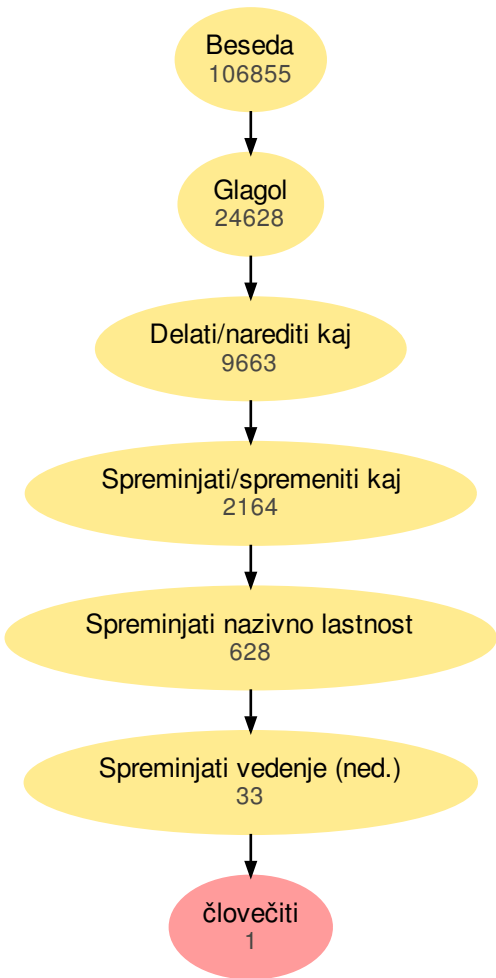 Beseda
106855
Glagol
24628
Delati/narediti kaj
9663
Spreminjati/spremeniti kaj
2164
Spreminjati nazivno lastnost
628
Spreminjati vedenje (ned.)
33
človečiti
1